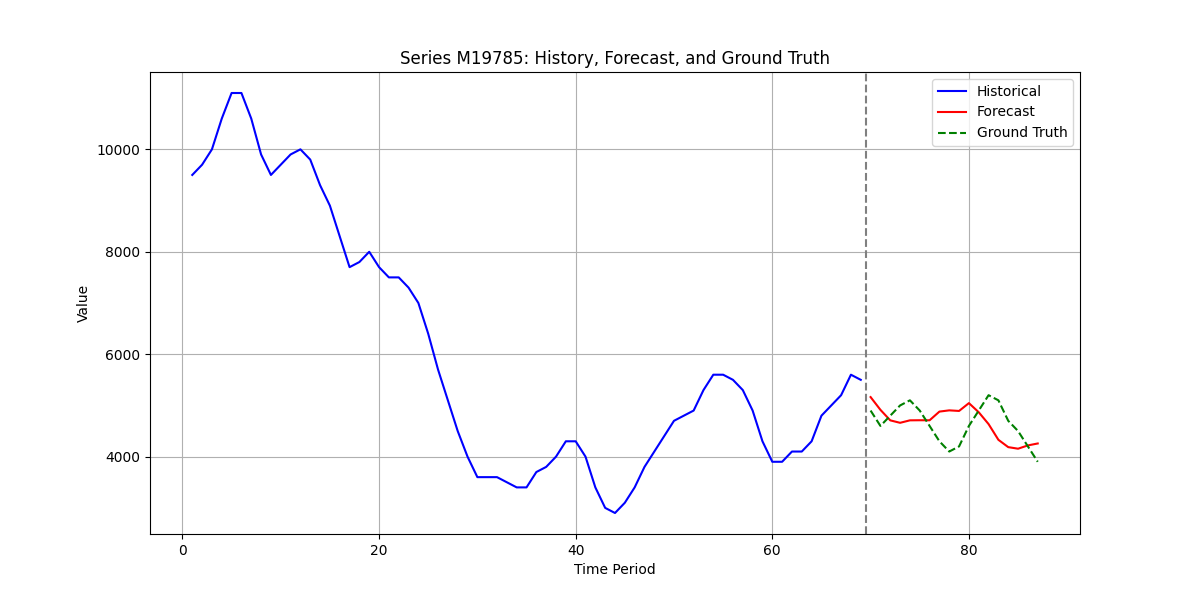 Series M19785: History, Forecast, and Ground Truth
Historical
Forecast
Ground Truth
10000
8000
6000
4000
Value
0 20 40 60 80
Time Period